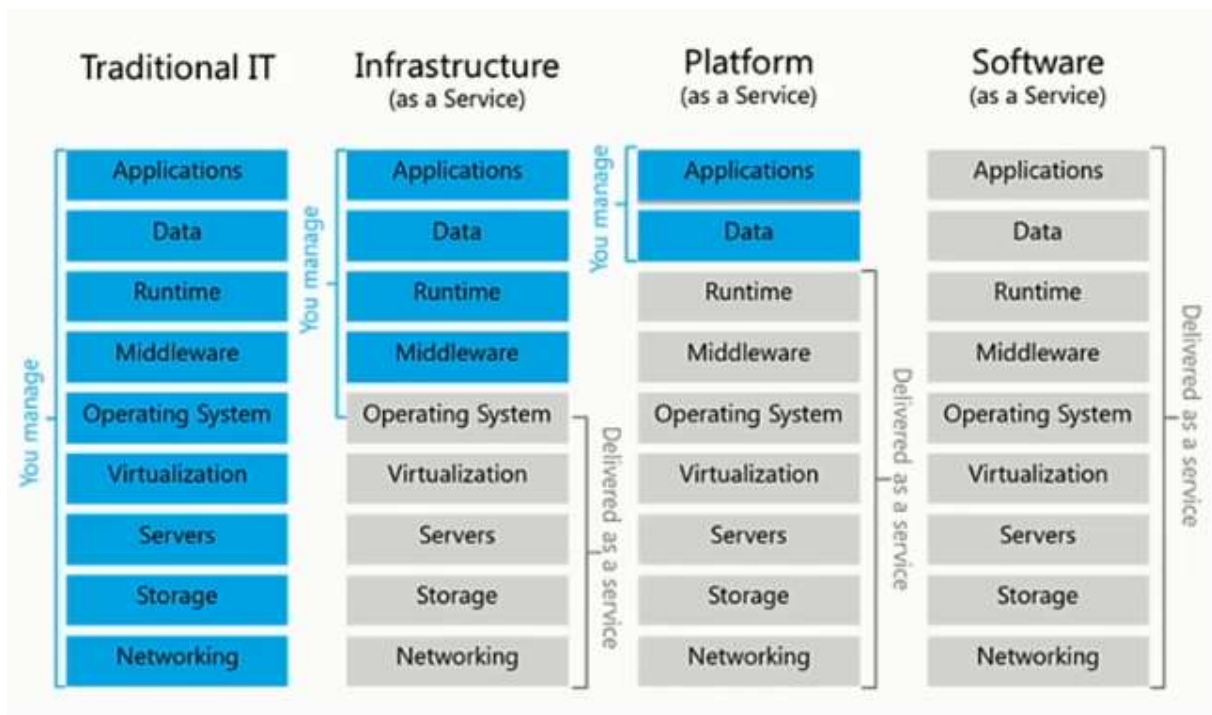 Traditional IT
Infrastructure
(as a Service)
Platform
(as a Service)
Software
(as a Service)
You manage
Applications
Data
Runtime
Middleware
Operating System
Virtualization
Servers
Storage
Networking
You manage
Applications
Data
Runtime
Middleware
Operating System
Virtualization
Servers
Storage
Networking
Delivered as a service
You manage
Applications
Data
Runtime
Middleware
Operating System
Virtualization
Servers
Storage
Networking
Delivered as a service
Applications
Data
Runtime
Middleware
Operating System
Virtualization
Servers
Storage
Networking
Delivered as a service